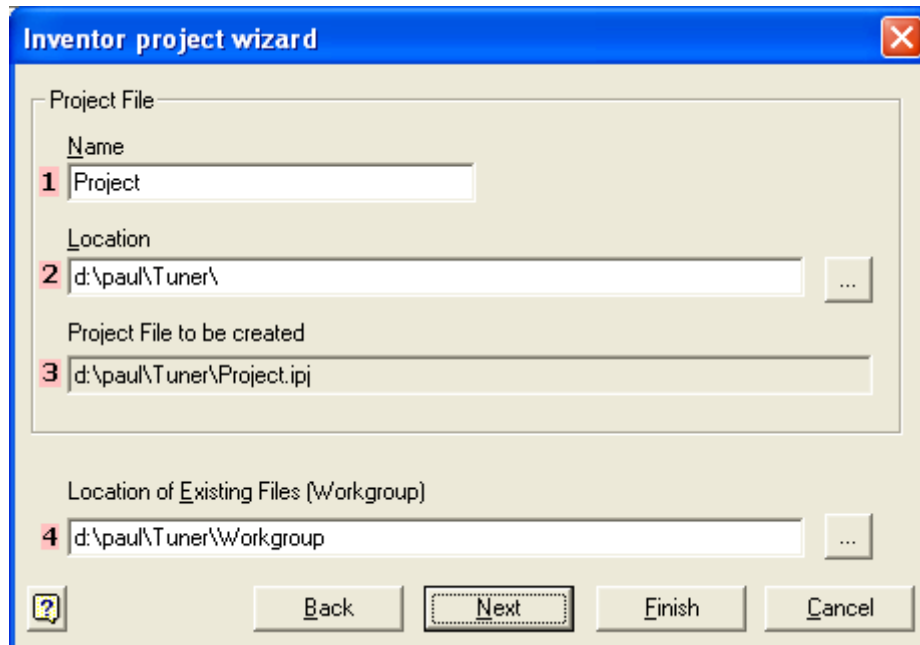 Inventor project wizard
Project File
Name
1 Project
Location
2 d:\paul\Tuner\ ...
Project File to be created
3 d:\paul\Tuner\Project.ipj
Location of Existing Files (Workgroup)
4 d:\paul\Tuner\Workgroup ...
? Back Next Finish Cancel